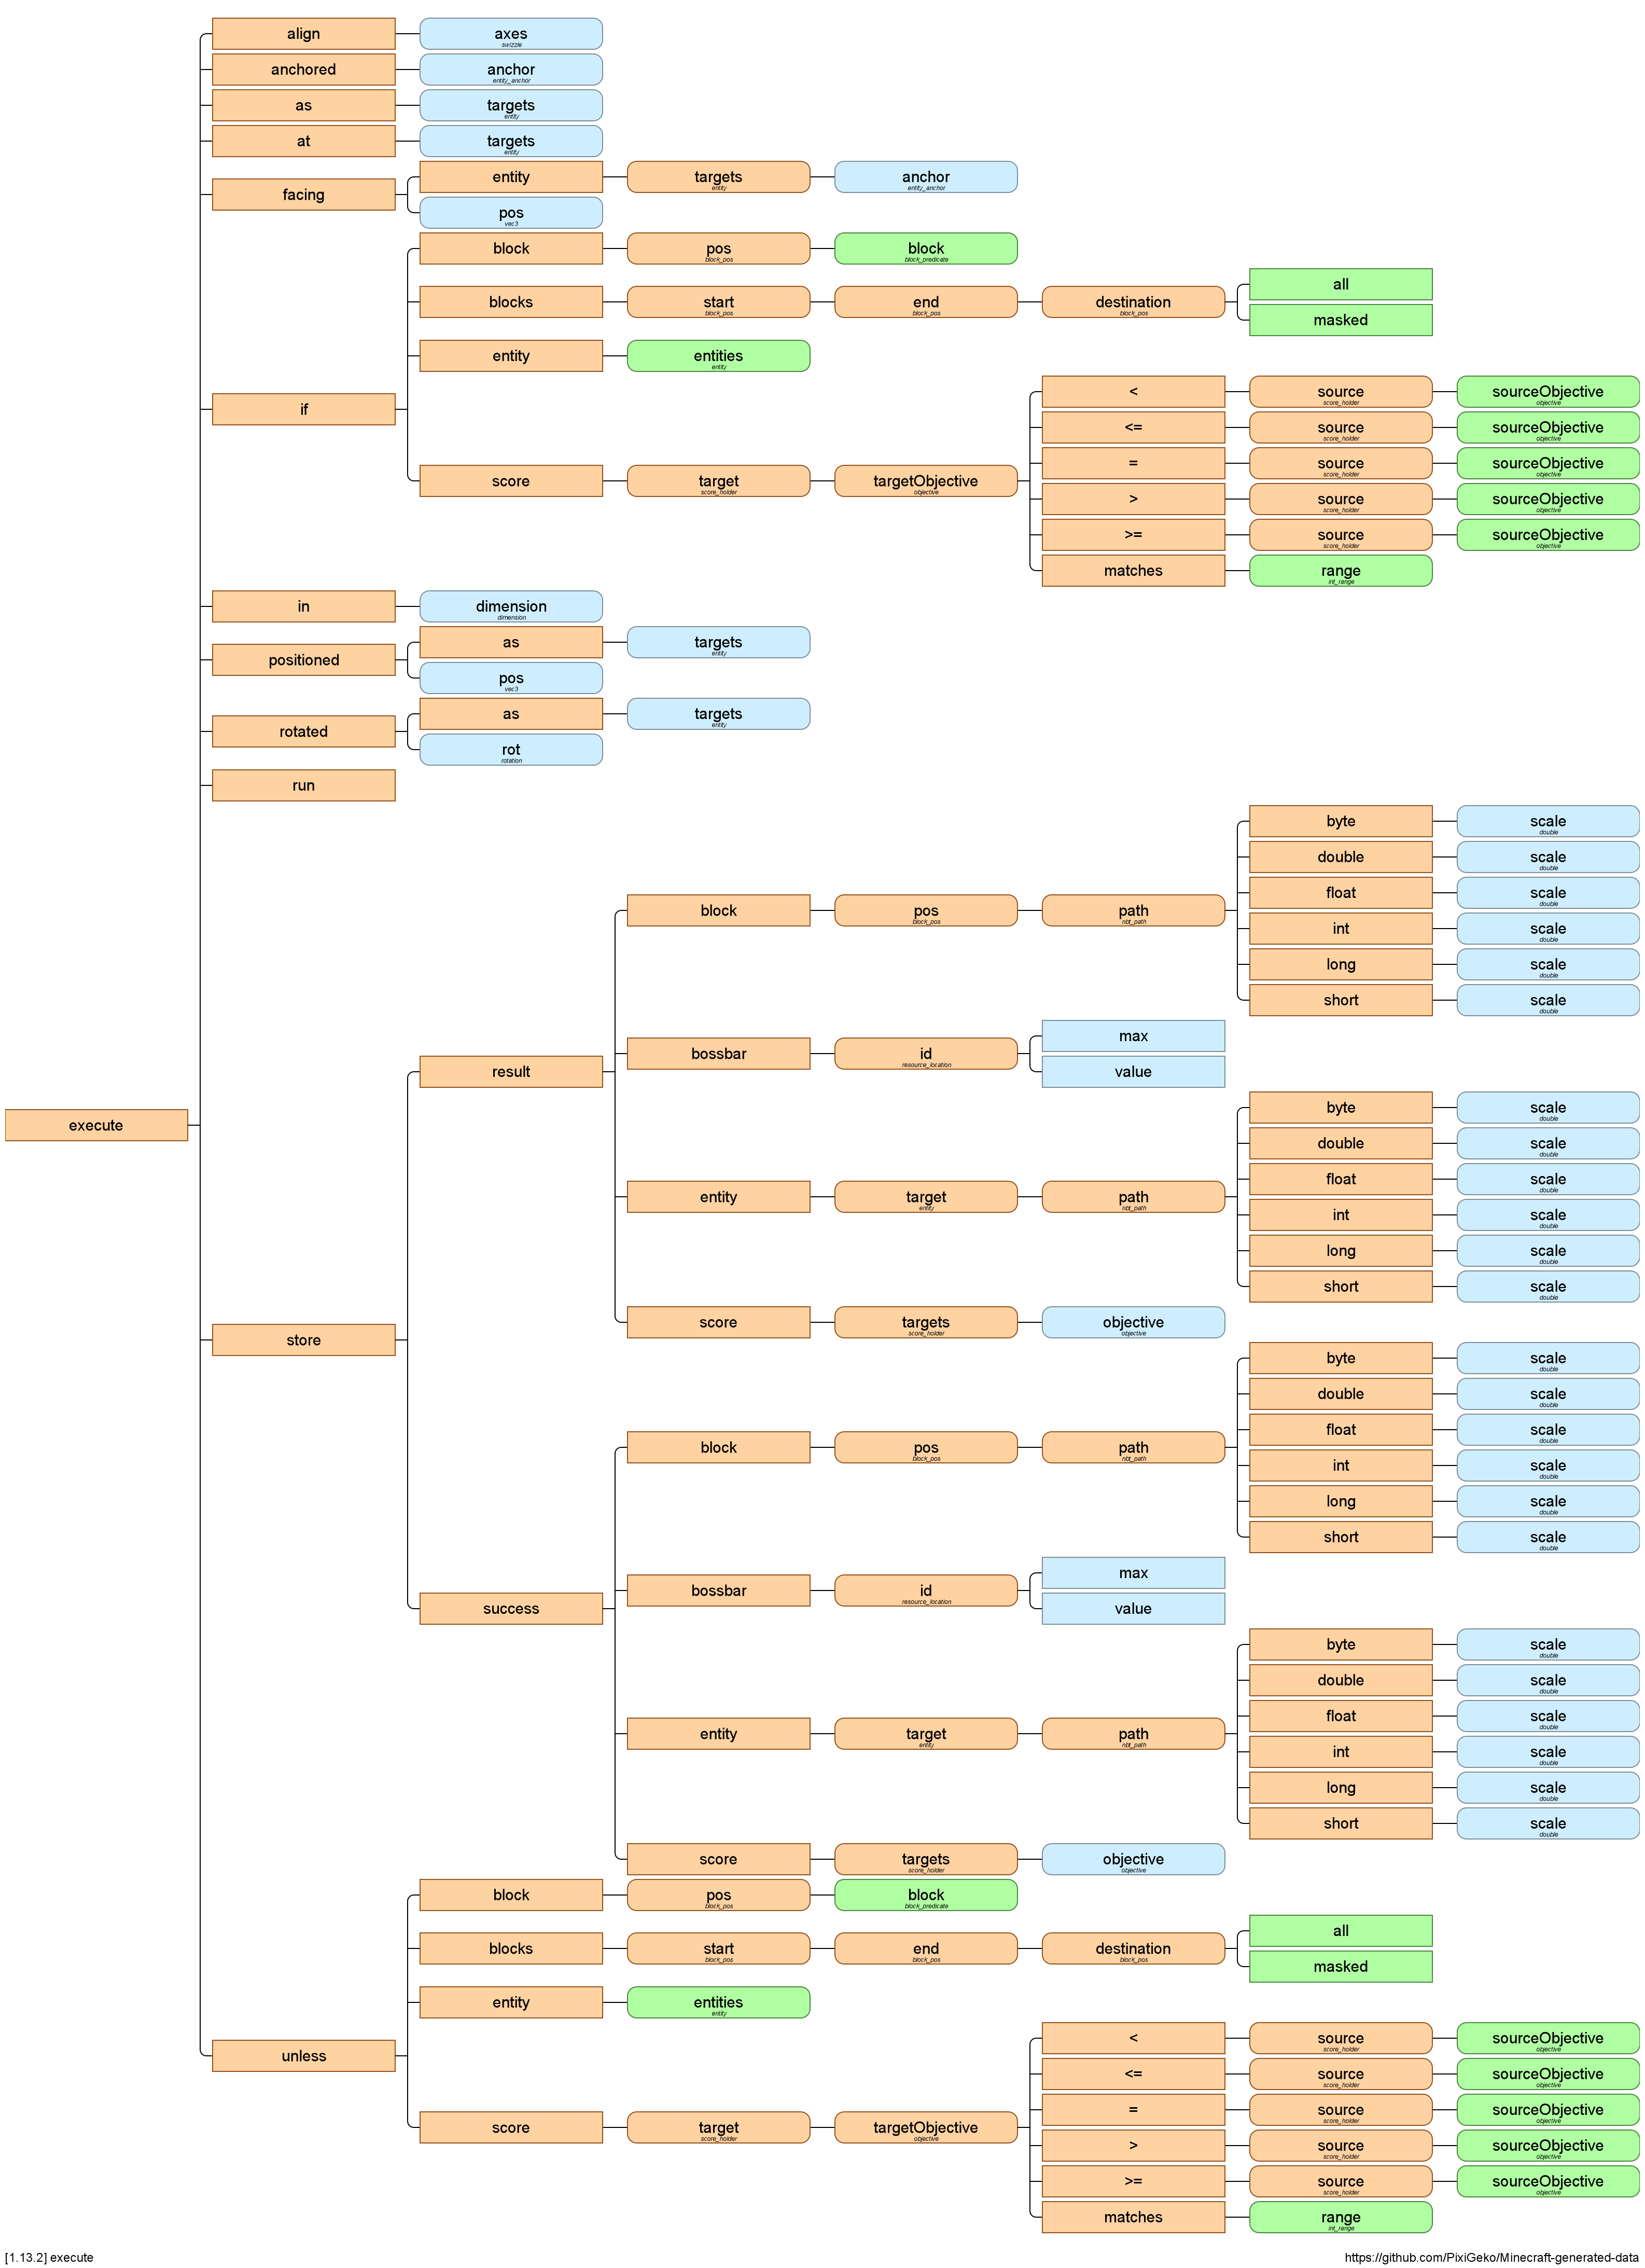 align
axes
swizzle
anchored
anchor
entity_anchor
as
targets
entity
at
targets
entity
facing
entity
targets
entity
anchor
entity_anchor
pos
vec3
if
block
pos
block_pos
block
block_predicate
blocks
start
block_pos
end
block_pos
destination
block_pos
all
masked
entity
entities
entity
score
target
score_holder
targetObjective
objective
<
source
score_holder
sourceObjective
objective
<=
source
score_holder
sourceObjective
objective
=
source
score_holder
sourceObjective
objective
>
source
score_holder
sourceObjective
objective
>=
source
score_holder
sourceObjective
objective
matches
range
int_range
in
dimension
dimension
positioned
as
targets
entity
pos
vec3
rotated
as
targets
entity
rot
rotation
run
execute
store
result
block
pos
block_pos
path
nbt_path
byte
scale
double
double
scale
double
float
scale
double
int
scale
double
long
scale
double
short
scale
double
bossbar
id
resource_location
max
value
entity
target
entity
path
nbt_path
byte
scale
double
double
scale
double
float
scale
double
int
scale
double
long
scale
double
short
scale
double
score
targets
score_holder
objective
objective
success
block
pos
block_pos
path
nbt_path
byte
scale
double
double
scale
double
float
scale
double
int
scale
double
long
scale
double
short
scale
double
bossbar
id
resource_location
max
value
entity
target
entity
path
nbt_path
byte
scale
double
double
scale
double
float
scale
double
int
scale
double
long
scale
double
short
scale
double
score
targets
score_holder
objective
objective
unless
block
pos
block_pos
block
block_predicate
blocks
start
block_pos
end
block_pos
destination
block_pos
all
masked
entity
entities
entity
score
target
score_holder
targetObjective
objective
<
source
score_holder
sourceObjective
objective
<=
source
score_holder
sourceObjective
objective
=
source
score_holder
sourceObjective
objective
>
source
score_holder
sourceObjective
objective
>=
source
score_holder
sourceObjective
objective
matches
range
int_range
[1.13.2] execute
https://github.com/PixiGeko/Minecraft-generated-data